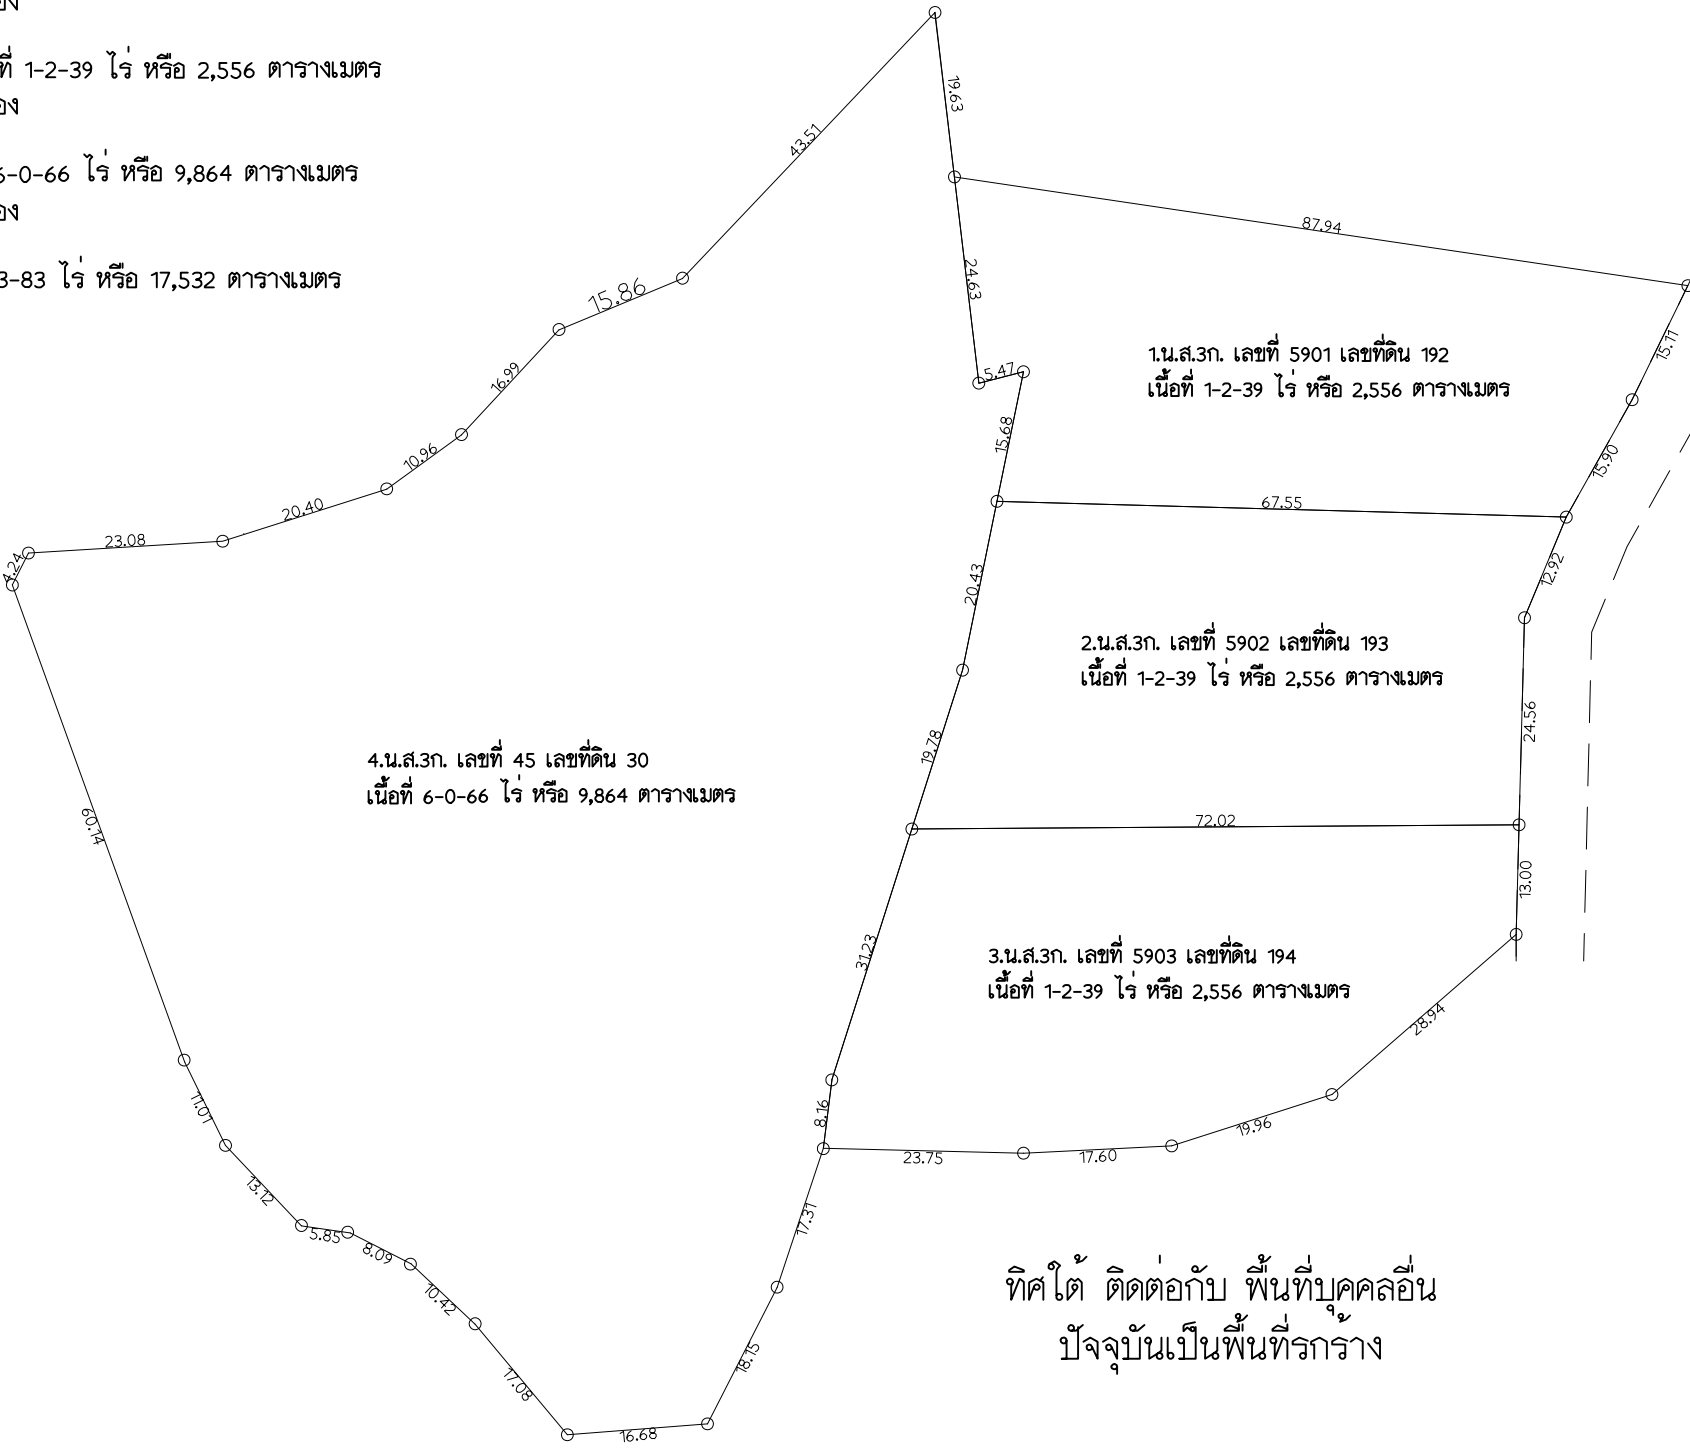 ที่ 1-2-39 ไร่ หรือ 2,556 ตารางเมตร
6-0-66 ไร่ หรือ 9,864 ตารางเมตร
3-83 ไร่ หรือ 17,532 ตารางเมตร
19.63
43.51
87.94
24.63
15.86
15.11
1.น.ส.3ก. เลขที่ 5901 เลขที่ดิน 192
เนื้อที่ 1-2-39 ไร่ หรือ 2,556 ตารางเมตร
5.47
16.99
15.68
10.96
15.90
20.40
67.55
23.08
4.24
12.92
20.43
2.น.ส.3ก. เลขที่ 5902 เลขที่ดิน 193
เนื้อที่ 1-2-39 ไร่ หรือ 2,556 ตารางเมตร
24.56
19.78
4.น.ส.3ก. เลขที่ 45 เลขที่ดิน 30
เนื้อที่ 6-0-66 ไร่ หรือ 9,864 ตารางเมตร
60.14
72.02
13.00
31.23
3.น.ส.3ก. เลขที่ 5903 เลขที่ดิน 194
เนื้อที่ 1-2-39 ไร่ หรือ 2,556 ตารางเมตร
28.94
11.01
8.16
19.96
23.75
17.60
13.12
17.31
5.85
8.09
10.42
ทิศใต้ ติดต่อกับ พื้นที่บุคคลอื่น
ปัจจุบันเป็นพื้นที่รกร้าง
18.15
17.08
16.68